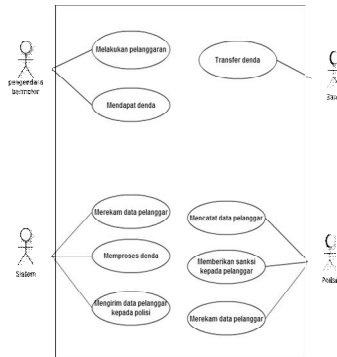 Melakukan pelanggaran
Transfer denda
pengendara
bermotor
Mendapat denda
Merekam data pelanggar
Mencatat data pelanggar
Memproses denda
Memberikan sanksi
kepada pelanggar
Sistem
Mengirim data pelanggar
kepada polisi
Merekam data pelanggar